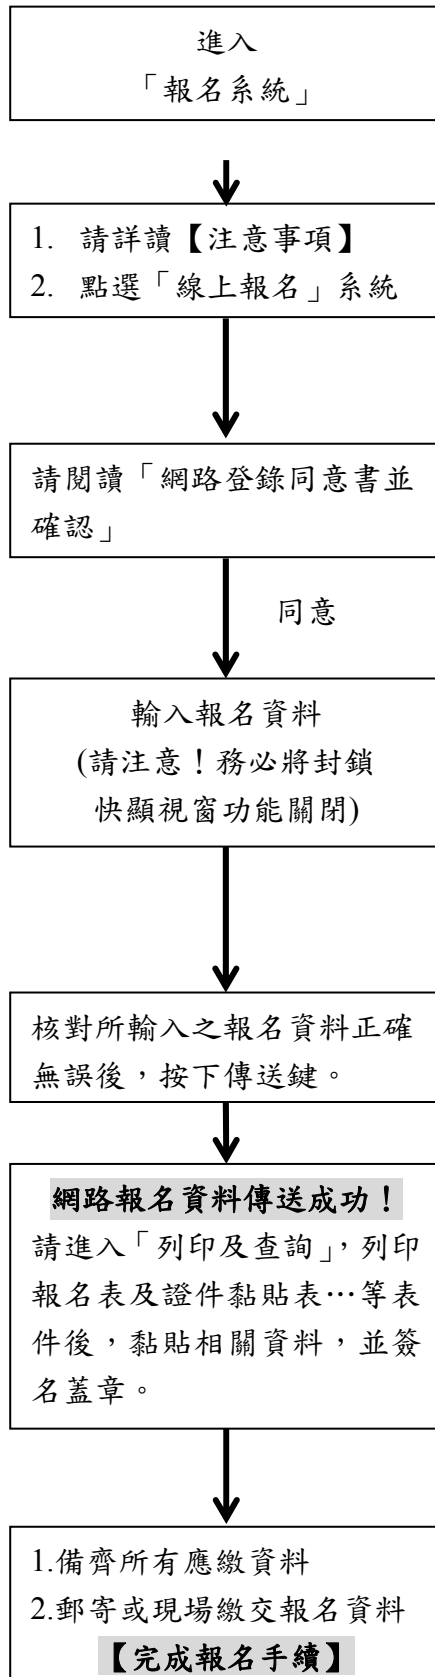 進入
「報名系統」
1. 請詳讀【注意事項】
2. 點選「線上報名」系統
請閱讀「網路登錄同意書並
確認」
同意
輸入報名資料
(請注意！務必將封鎖
快顯視窗功能關閉)
核對所輸入之報名資料正確
無誤後，按下傳送鍵。
網路報名資料傳送成功！
請進入「列印及查詢」，列印
報名表及證件黏貼表…等表
件後，黏貼相關資料，並簽
名蓋章。
1.備齊所有應繳資料
2.郵寄或現場繳交報名資料
【完成報名手續】